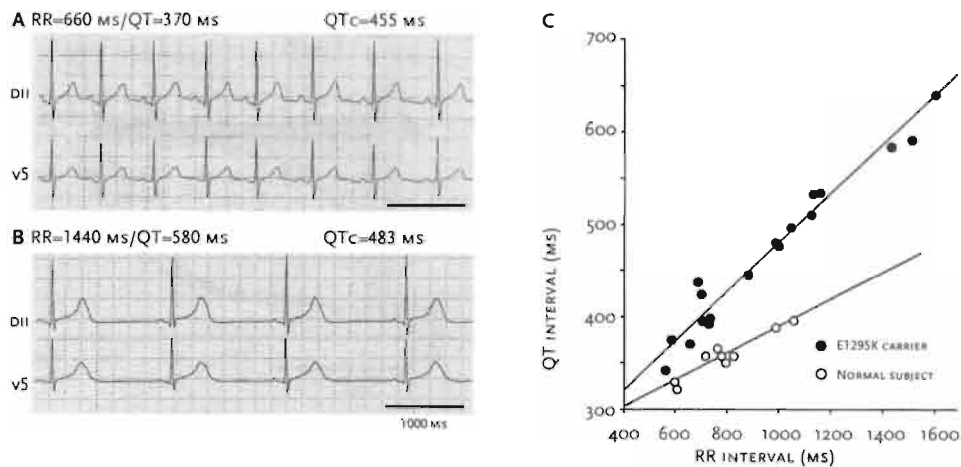 A RR=660 MS/QT=370 MS QTC=455 MS
DII
V5
B RR=1440 MS/QT=580 MS QTC=483 MS
DII
V5
1000 MS
C
700
600
500
400
300
QT INTERVAL (MS)
E1295K CARRIER
NORMAL SUBJECT
400 600 800 1000 1200 1400 1600
RR INTERVAL (MS)